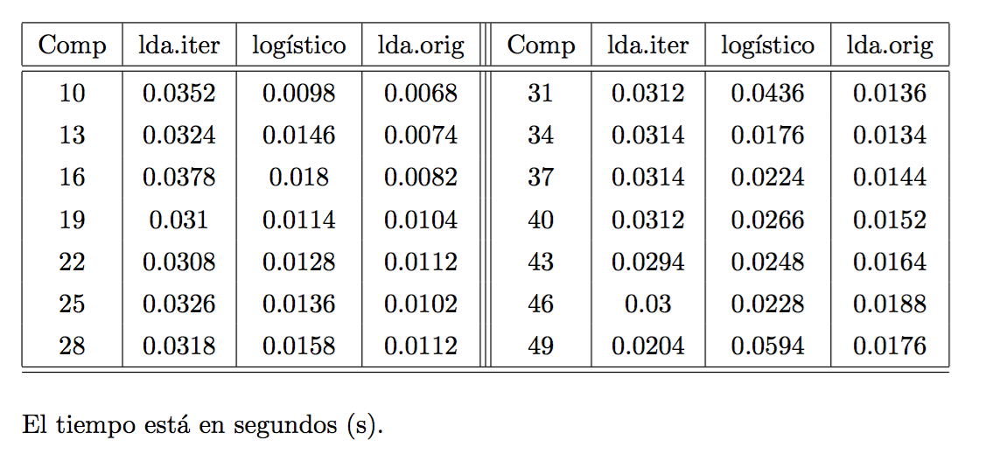 Comp lda.iter logístico lda.orig Comp lda.iter logístico lda.orig
10 0.0352 0.0098 0.0068 31 0.0312 0.0436 0.0136
13 0.0324 0.0146 0.0074 34 0.0314 0.0176 0.0134
16 0.0378 0.018 0.0082 37 0.0314 0.0224 0.0144
19 0.031 0.0114 0.0104 40 0.0312 0.0266 0.0152
22 0.0308 0.0128 0.0112 43 0.0294 0.0248 0.0164
25 0.0326 0.0136 0.0102 46 0.03 0.0228 0.0188
28 0.0318 0.0158 0.0112 49 0.0204 0.0594 0.0176
El tiempo está en segundos (s).